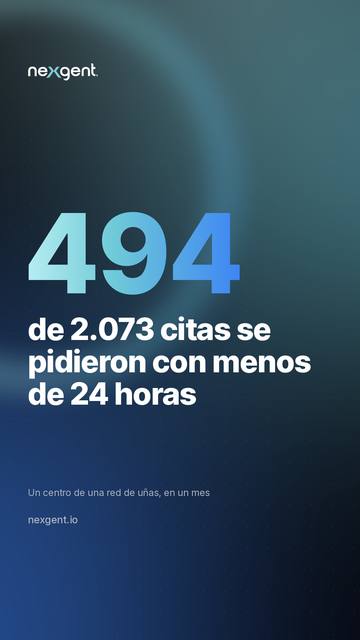 nexgent.
494
de 2.073 citas se
pidieron con menos
de 24 horas
Un centro de una red de uñas, en un mes
nexgent.io